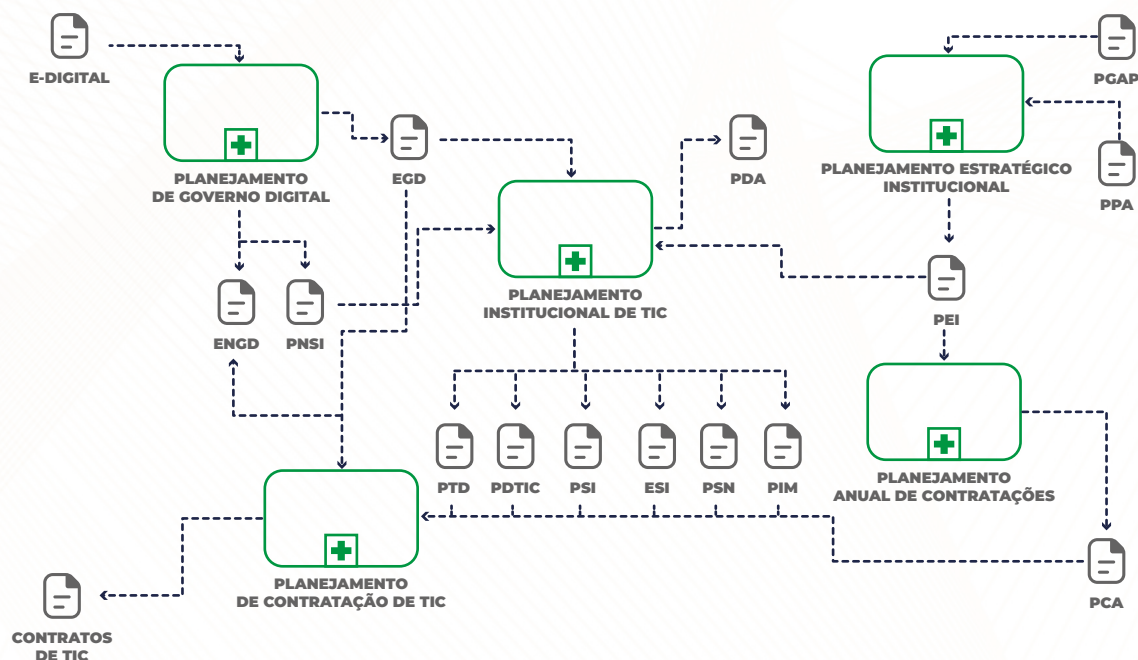 E-DIGITAL
PGAP
PLANEJAMENTO
DE GOVERNO DIGITAL
EGD
PDA
PLANEJAMENTO ESTRATÉGICO
INSTITUCIONAL
PPA
PLANEJAMENTO
INSTITUCIONAL DE TIC
PEI
ENGD
PNSI
PTD
PDTIC
PSI
ESI
PSN
PIM
PLANEJAMENTO
ANUAL DE CONTRATAÇÕES
PLANEJAMENTO
DE CONTRATAÇÃO DE TIC
PCA
CONTRATOS
DE TIC